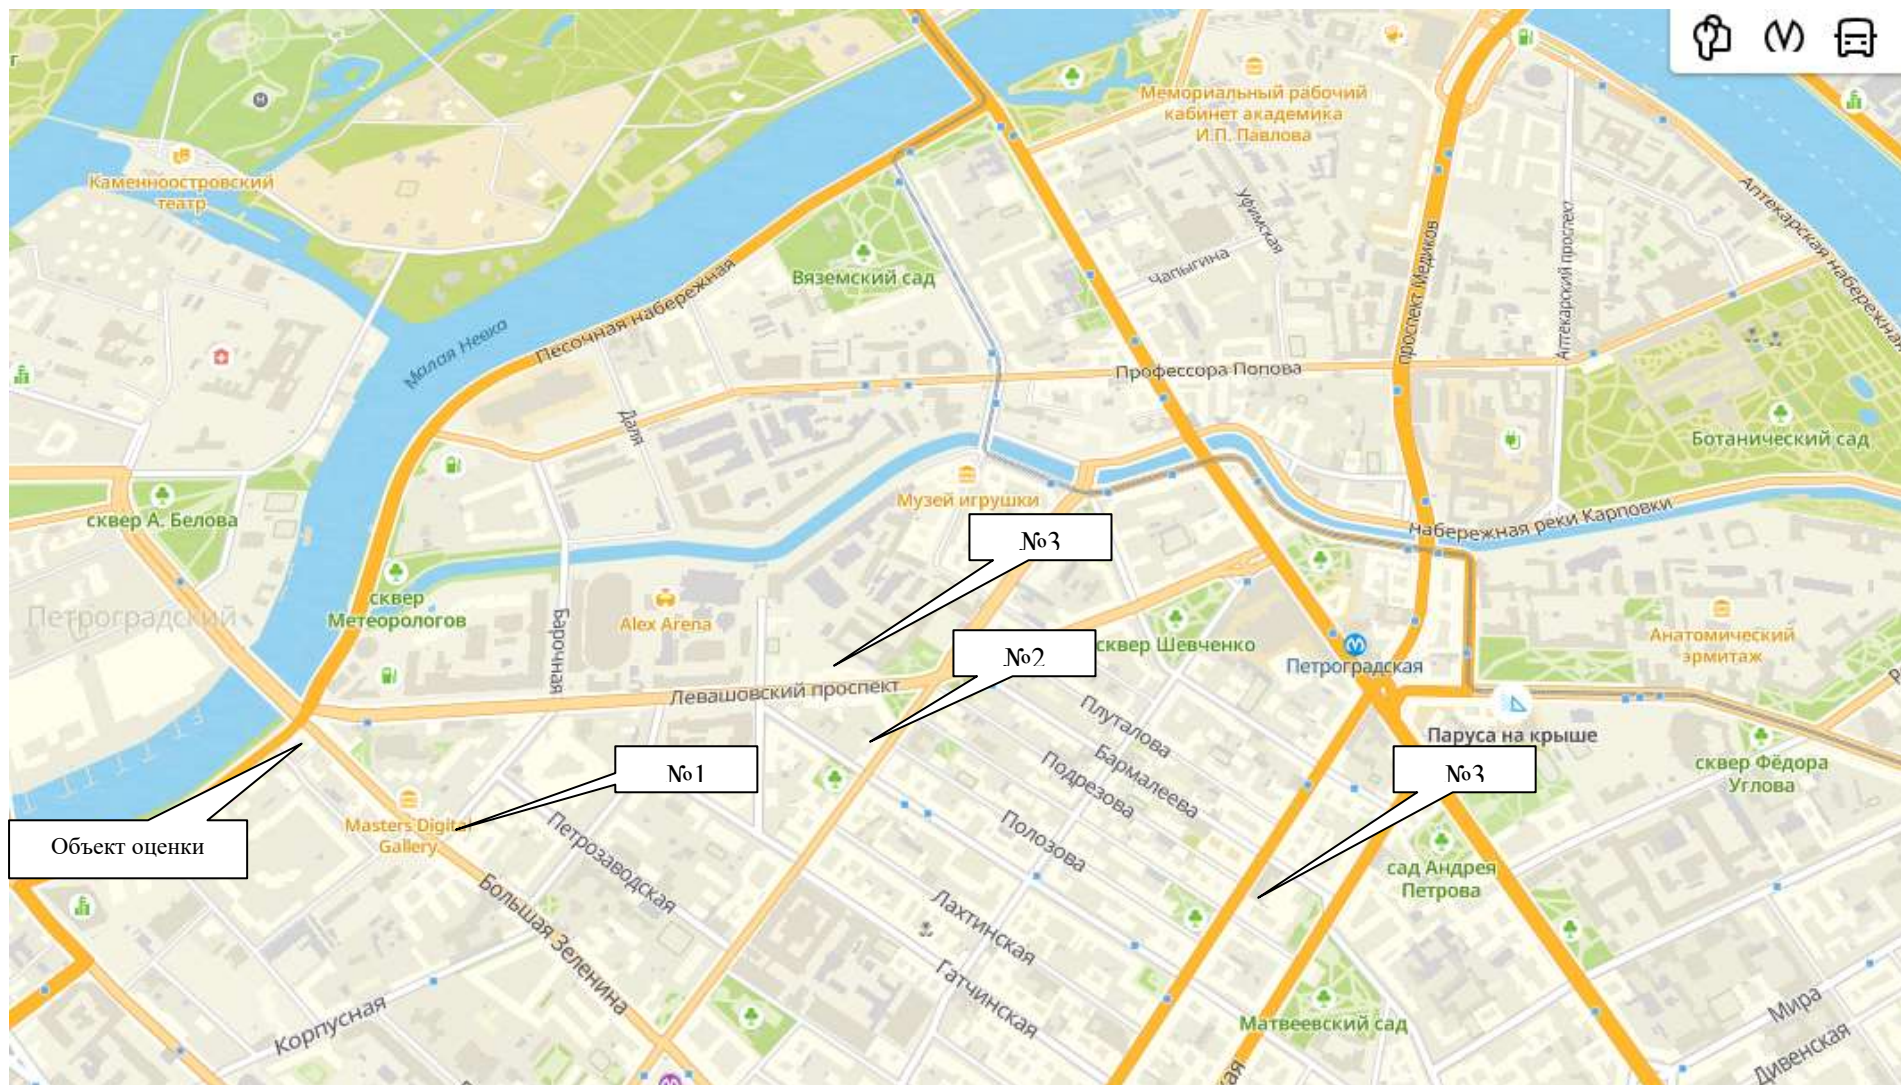 Мемориальный рабочий
кабинет академика
И.П. Павлова
Каменноостровский
театр
Уфимская
Аптекарская набережная
Аптекарский проспект
проспект Медиков
Чапыгина
Вяземский сад
Песочная набережная
Малая Невка
Профессора Попова
Даля
Ботанический сад
Музей игрушки
сквер А. Белова
набережная реки Карповки
№3
сквер
Метеорологов
Петроградский
Барочная
Alex Arena
Анатомический
эрмитаж
№2
сквер Шевченко
Петроградская
Левашовский проспект
Плуталова
Паруса на крыше
Бармалеева
Подрезова
№1
№3
сквер Фёдора
Углова
Masters Digital
Gallery
Объект оценки
Петрозаводская
Полозова
сад Андрея
Петрова
Большая Зеленина
Лахтинская
Гатчинская
Корпусная
Матвеевский сад
Мира
Дивенская